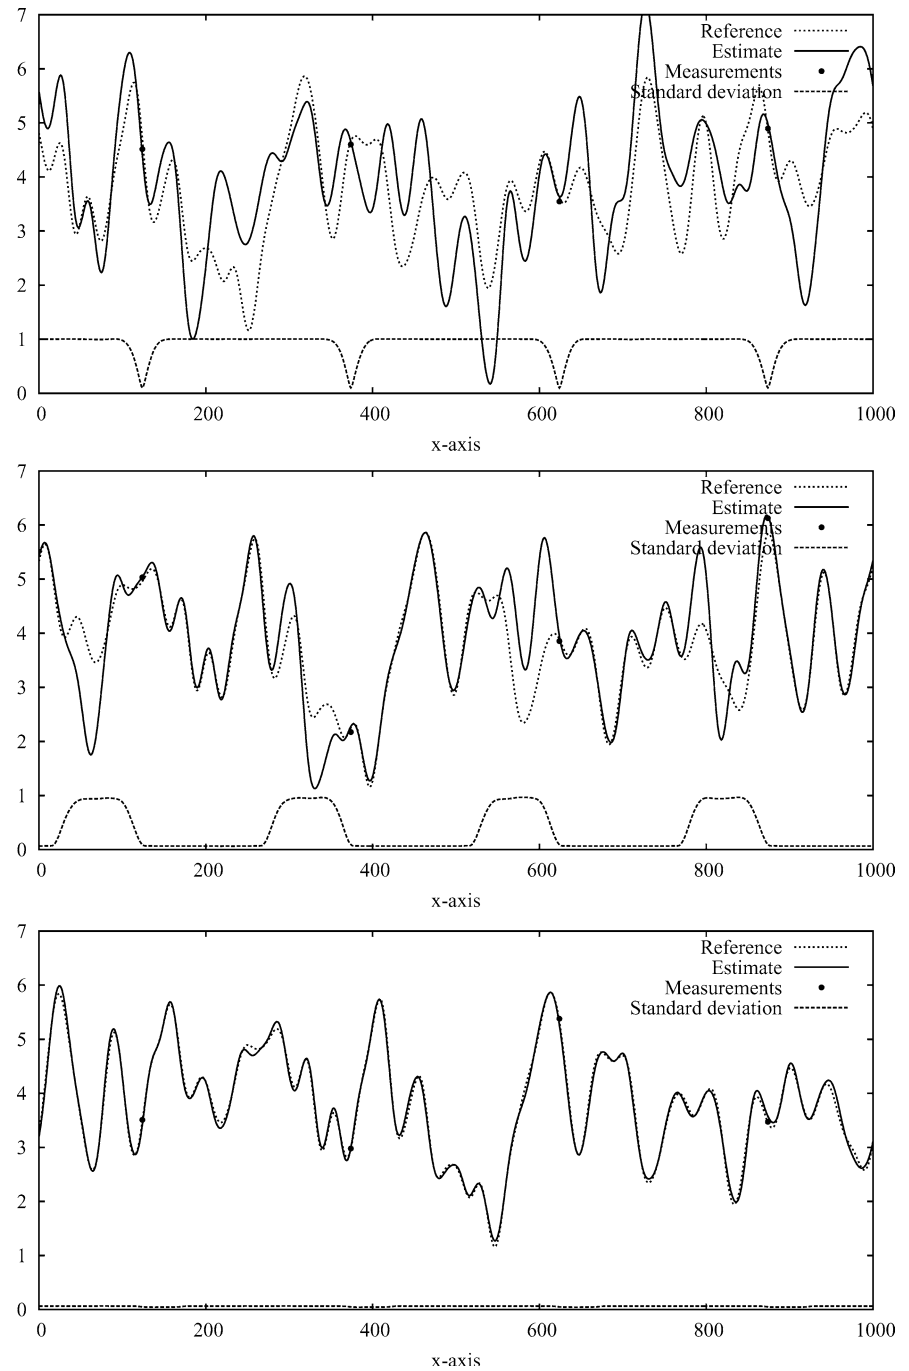 7
Reference
6
Estimate
Measurements
Standard deviation
5
4
3
2
1
0
0 200 400 600 800 1000
x-axis
7
Reference
6
Estimate
Measurements
Standard deviation
5
4
3
2
1
0
0 200 400 600 800 1000
x-axis
7
Reference
6
Estimate
Measurements
Standard deviation
5
4
3
2
1
0
0 200 400 600 800 1000
x-axis